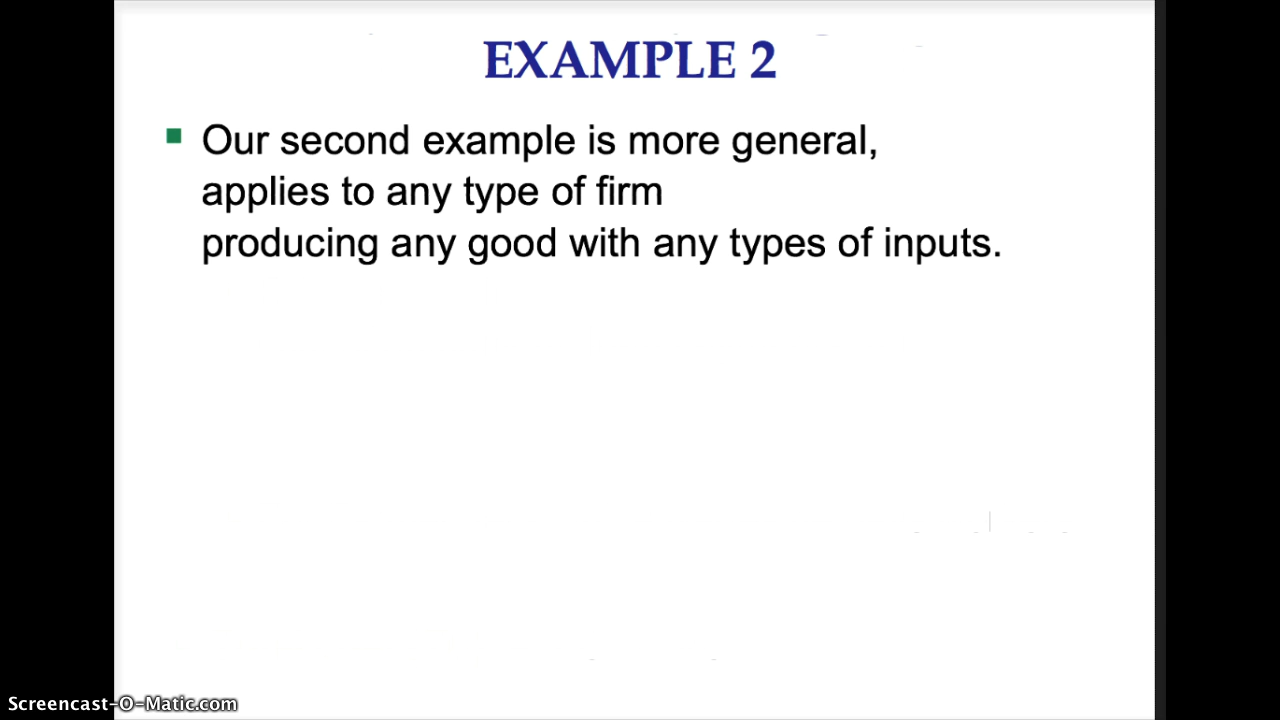 EXAMPLE 2
Our second example is more general,
applies to any type of firm
producing any good with any types of inputs.
Screencast-O-Matic.com